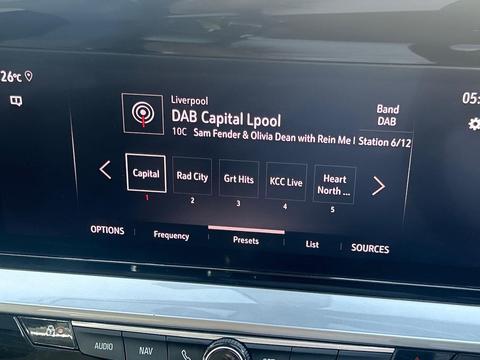 26°C
05:
Liverpool
DAB Capital Lpool
Band
DAB
10C Sam Fender & Olivia Dean with Rein Me I Station 6/12
Capital
Rad City
Grt Hits
KCC Live
Heart
North ...
1 2 3 4 5
OPTIONS Frequency Presets List SOURCES
AUDIO NAV